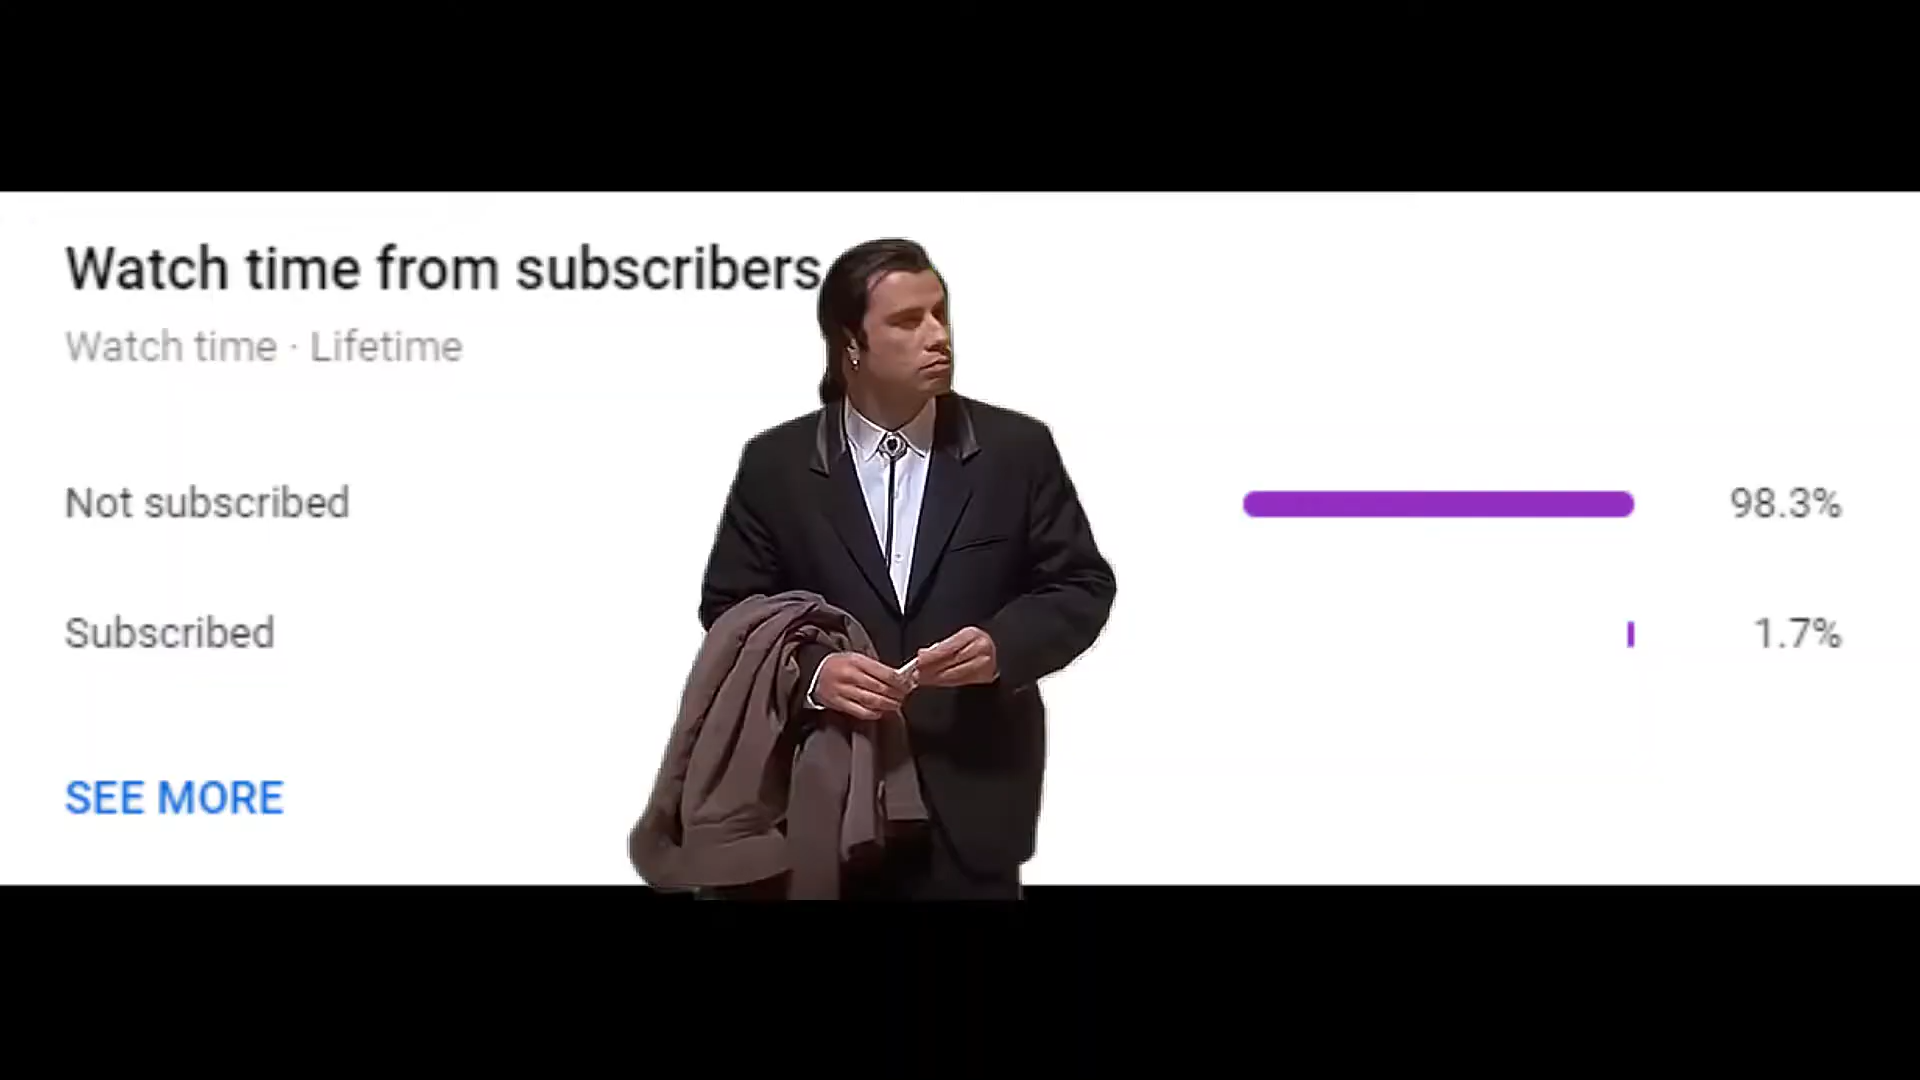 Watch time from subscribers
Watch time · Lifetime
Not subscribed 98.3%
Subscribed 1.7%
SEE MORE